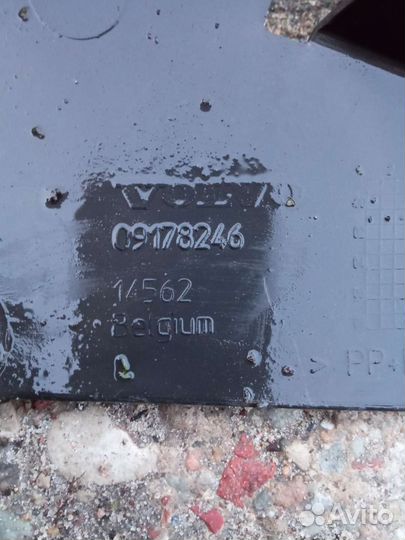 VOLVO
09178246
14562
Belgium
> PP+
Avito